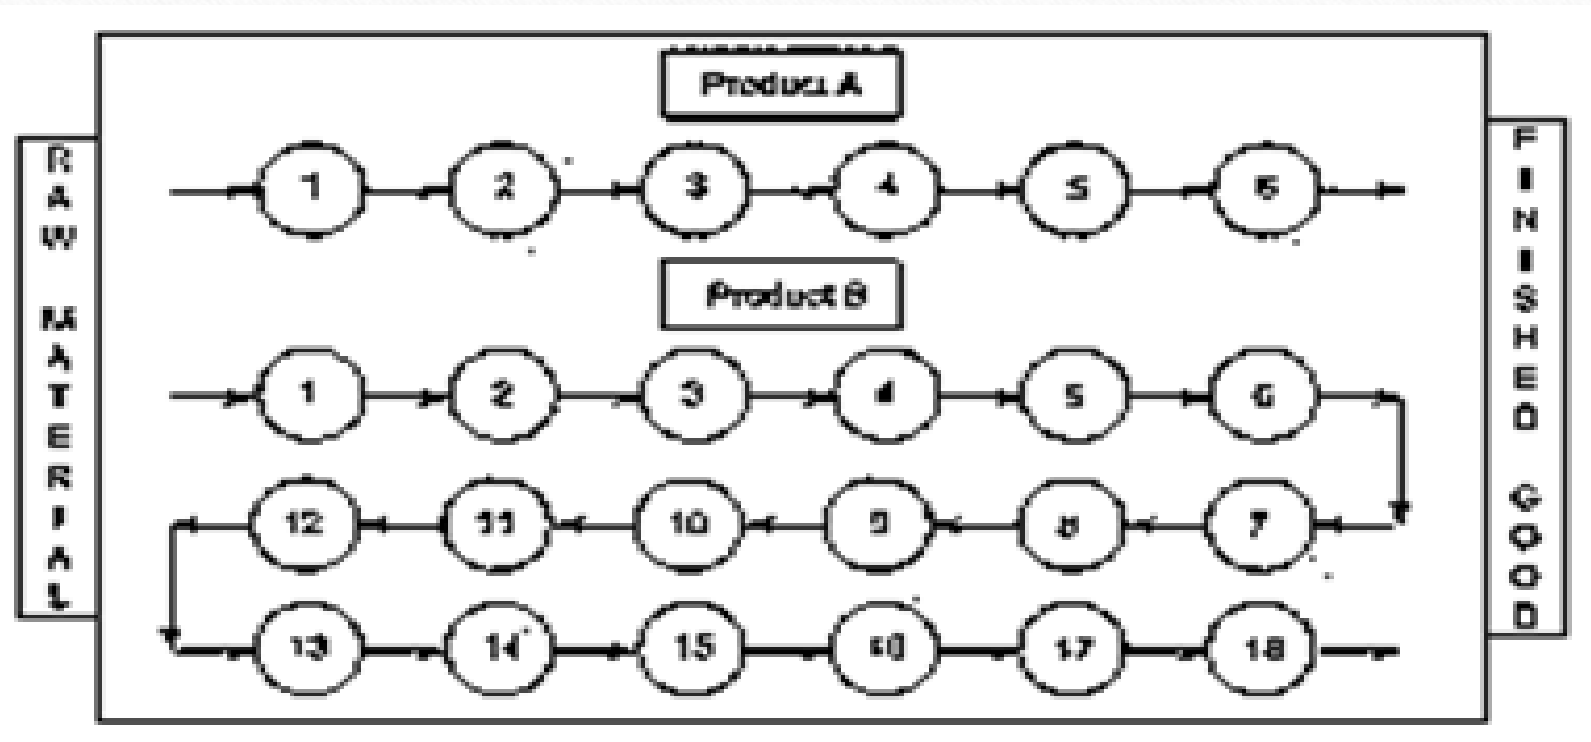 Product A
RAW MATERIAL
1 2 3 4 5 6
Product B
1 2 3 4 5 6
12 11 10 9 8 7
13 14 15 16 17 18
FINISHED GOOD